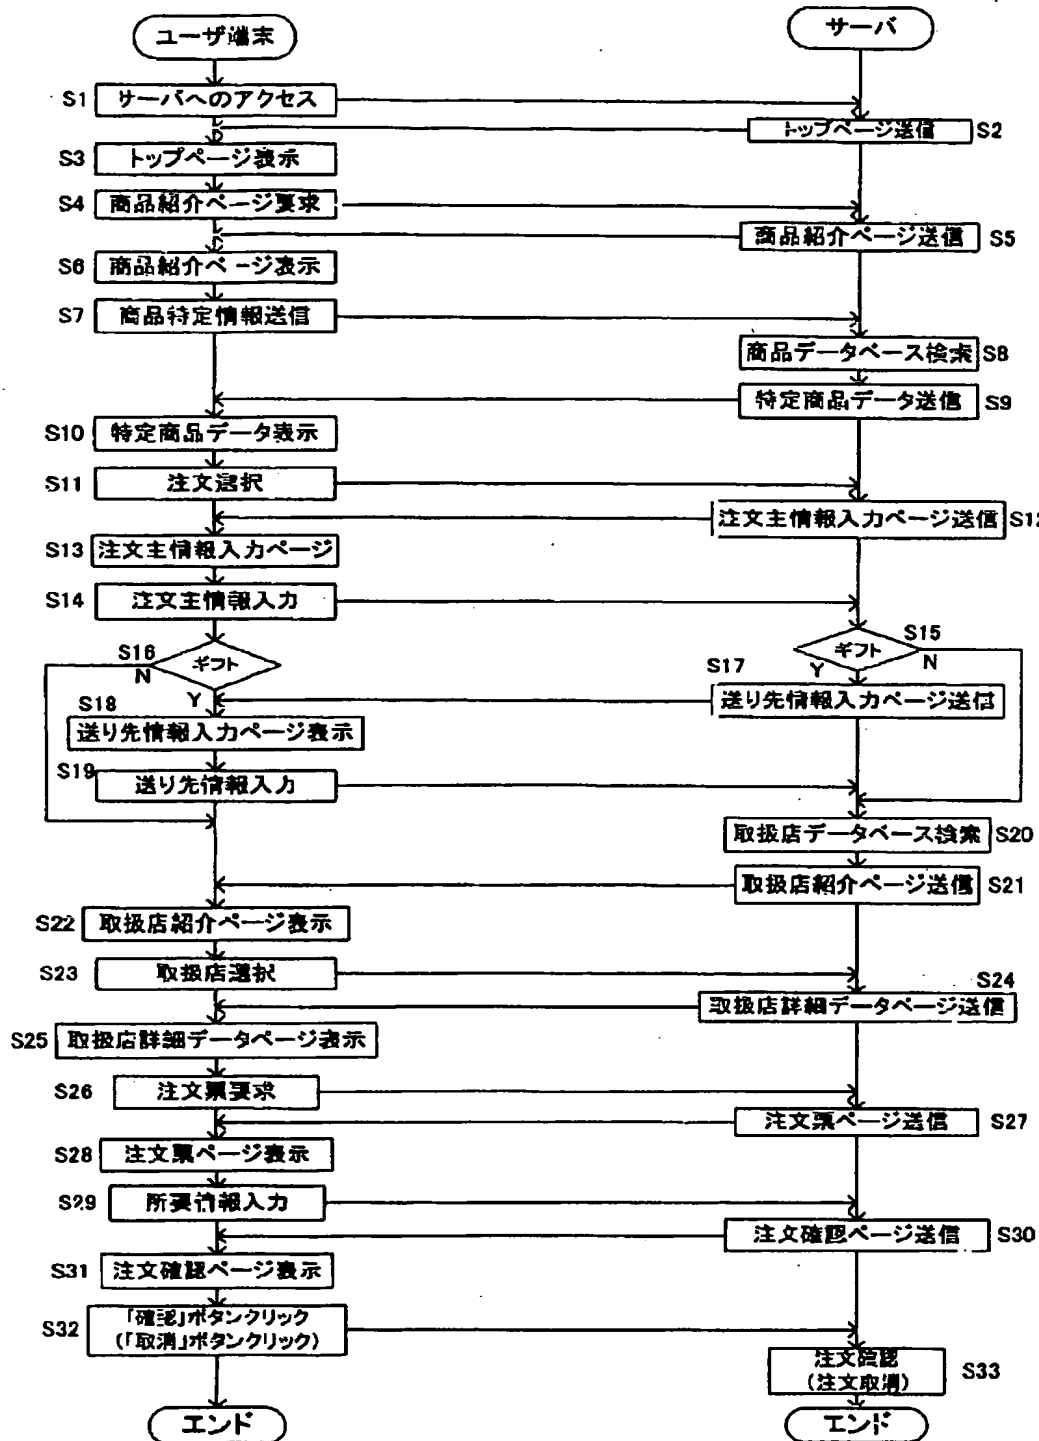 ユーザ端末
サーバ
S1 サーバへのアクセス
トップページ送信 S2
S3 トップページ表示
S4 商品紹介ページ要求
商品紹介ページ送信 S5
S6 商品紹介ページ表示
S7 商品特定情報送信
商品データベース検索 S8
特定商品データ送信 S9
S10 特定商品データ表示
S11 注文選択
注文主情報入力ページ送信 S12
S13 注文主情報入力ページ
S14 注文主情報入力
S16 ギフト N Y
S15 ギフト Y N
S17 送り先情報入力ページ送信
S18 送り先情報入力ページ表示
S19 送り先情報入力
取扱店データベース検索 S20
取扱店紹介ページ送信 S21
S22 取扱店紹介ページ表示
S23 取扱店選択
S24
取扱店詳細データページ送信
S25 取扱店詳細データページ表示
S26 注文票要求
注文票ページ送信 S27
S28 注文票ページ表示
S29 所要情報入力
注文確認ページ送信 S30
S31 注文確認ページ表示
S32 「確認」ボタンクリック
(「取消」ボタンクリック)
注文確認 S33
(注文取消)
エンド
エンド